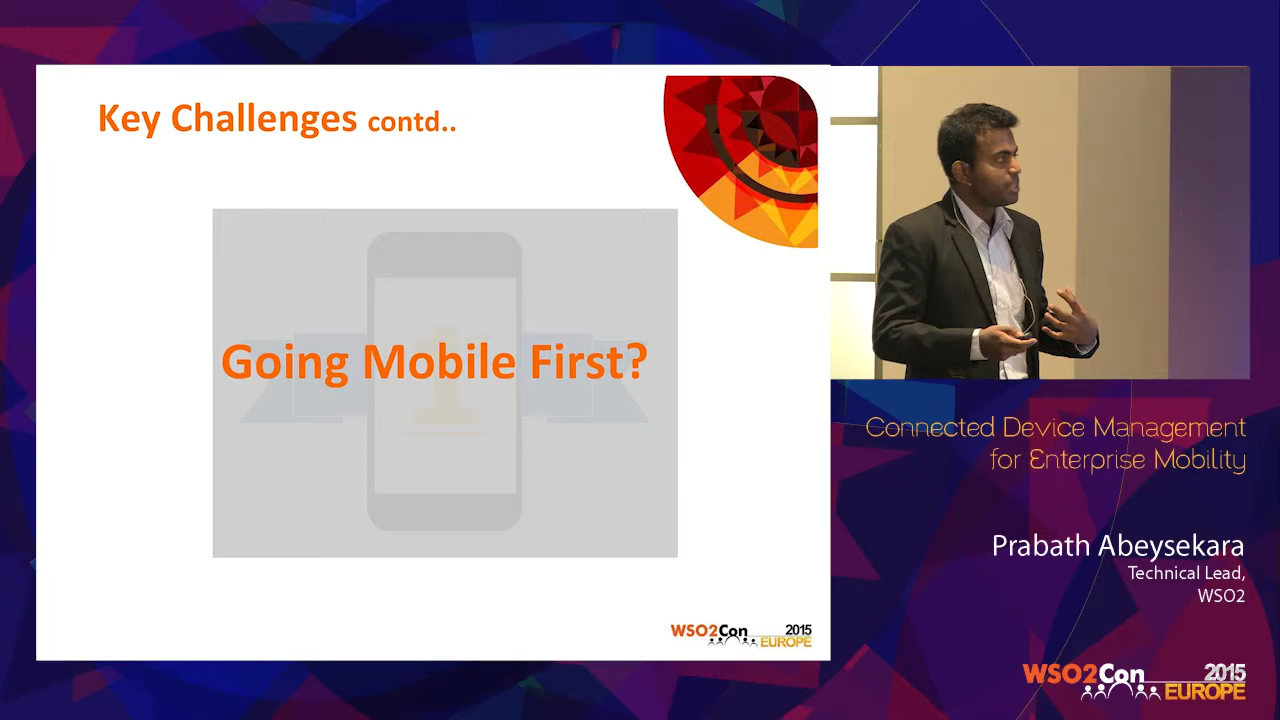 Key Challenges contd..
Going Mobile First?
WSO2Con 2015
EUROPE
Connected Device Management
for Enterprise Mobility
Prabath Abeysekara
Technical Lead,
WSO2
WSO2Con 2015
EUROPE